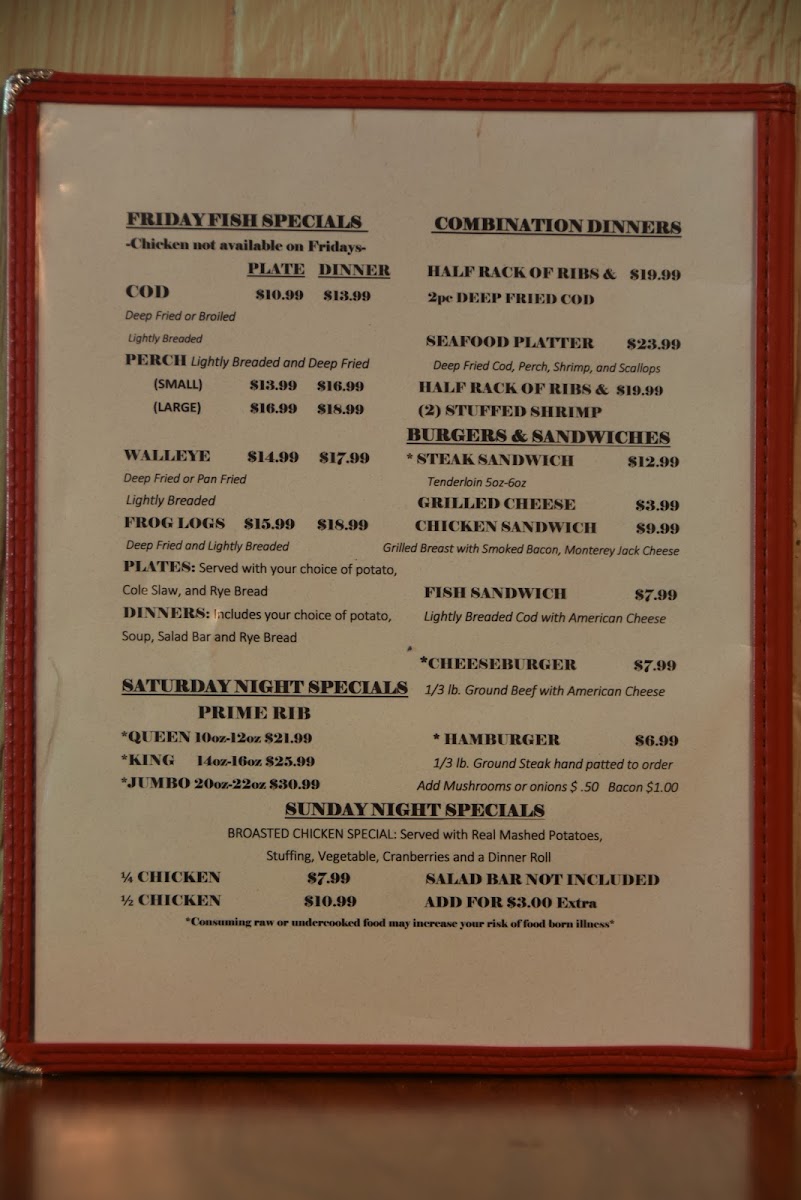 FRIDAY FISH SPECIALS
-Chicken not available on Fridays-
PLATE DINNER
COD $10.99 $13.99
Deep Fried or Broiled
Lightly Breaded
PERCH Lightly Breaded and Deep Fried
(SMALL) $13.99 $16.99
(LARGE) $16.99 $18.99
WALLEYE $14.99 $17.99
Deep Fried or Pan Fried
Lightly Breaded
FROG LOGS $15.99 $18.99
Deep Fried and Lightly Breaded
PLATES: Served with your choice of potato,
Cole Slaw, and Rye Bread
DINNERS: Includes your choice of potato,
Soup, Salad Bar and Rye Bread
SATURDAY NIGHT SPECIALS
PRIME RIB
*QUEEN 10oz-12oz $21.99
*KING 14oz-16oz $25.99
*JUMBO 20oz-22oz $30.99
COMBINATION DINNERS
HALF RACK OF RIBS & $19.99
2pc DEEP FRIED COD
SEAFOOD PLATTER $23.99
Deep Fried Cod, Perch, Shrimp, and Scallops
HALF RACK OF RIBS & $19.99
(2) STUFFED SHRIMP
BURGERS & SANDWICHES
* STEAK SANDWICH $12.99
Tenderloin 5oz-6oz
GRILLED CHEESE $3.99
CHICKEN SANDWICH $9.99
Grilled Breast with Smoked Bacon, Monterey Jack Cheese
FISH SANDWICH $7.99
Lightly Breaded Cod with American Cheese
*CHEESEBURGER $7.99
1/3 lb. Ground Beef with American Cheese
* HAMBURGER $6.99
1/3 lb. Ground Steak hand patted to order
Add Mushrooms or onions $ .50 Bacon $1.00
SUNDAY NIGHT SPECIALS
BROASTED CHICKEN SPECIAL: Served with Real Mashed Potatoes,
Stuffing, Vegetable, Cranberries and a Dinner Roll
¼ CHICKEN $7.99 SALAD BAR NOT INCLUDED
½ CHICKEN $10.99 ADD FOR $3.00 Extra
*Consuming raw or undercooked food may increase your risk of food born illness*